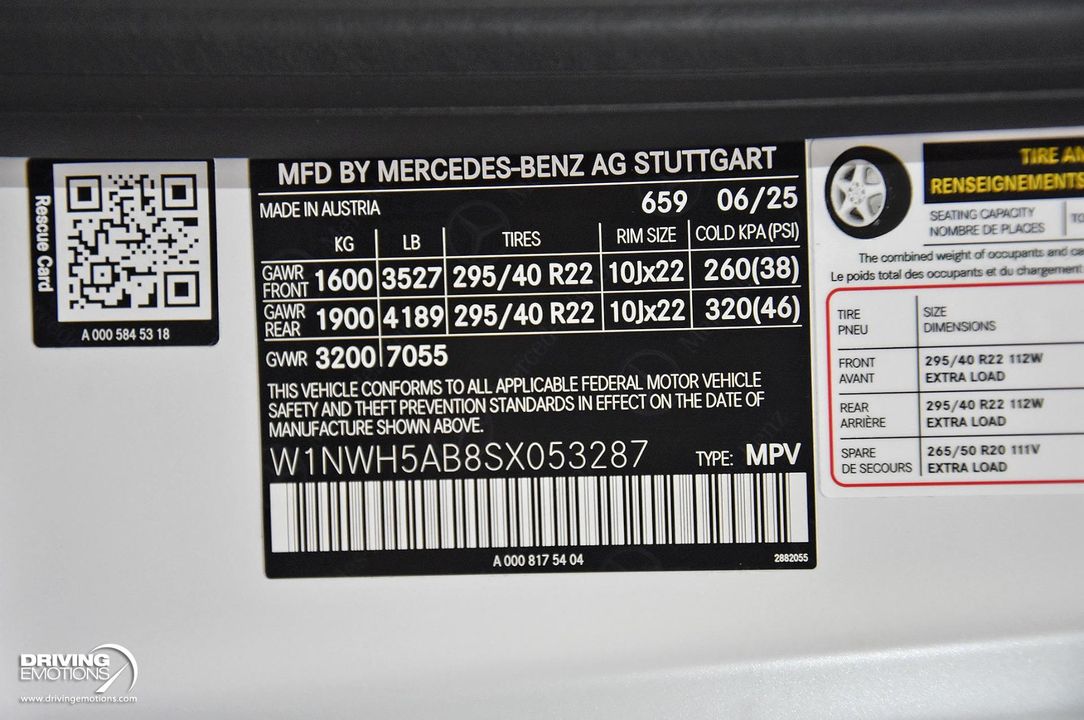 Rescue Card
A 000 584 53 18
MFD BY MERCEDES-BENZ AG STUTTGART
MADE IN AUSTRIA 659 06/25
KG LB TIRES RIM SIZE COLD KPA(PSI)
GAWR FRONT 1600 3527 295/40 R22 10Jx22 260(38)
GAWR REAR 1900 4189 295/40 R22 10Jx22 320(46)
GVWR 3200 7055
THIS VEHICLE CONFORMS TO ALL APPLICABLE FEDERAL MOTOR VEHICLE
SAFETY AND THEFT PREVENTION STANDARDS IN EFFECT ON THE DATE OF
MANUFACTURE SHOWN ABOVE.
W1NWH5AB8SX053287 TYPE: MPV
A 000 817 54 04 2882055
TIRE AN
RENSEIGNEMENTS
SEATING CAPACITY
NOMBRE DE PLACES TO
The combined weight of occupants and ca
Le poids total des occupants et du chargement
TIRE SIZE
PNEU DIMENSIONS
FRONT 295/40 R22 112W
AVANT EXTRA LOAD
REAR 295/40 R22 112W
ARRIÈRE EXTRA LOAD
SPARE 265/50 R20 111V
DE SECOURS EXTRA LOAD
DRIVING
EMOTIONS
www.drivingemotions.com